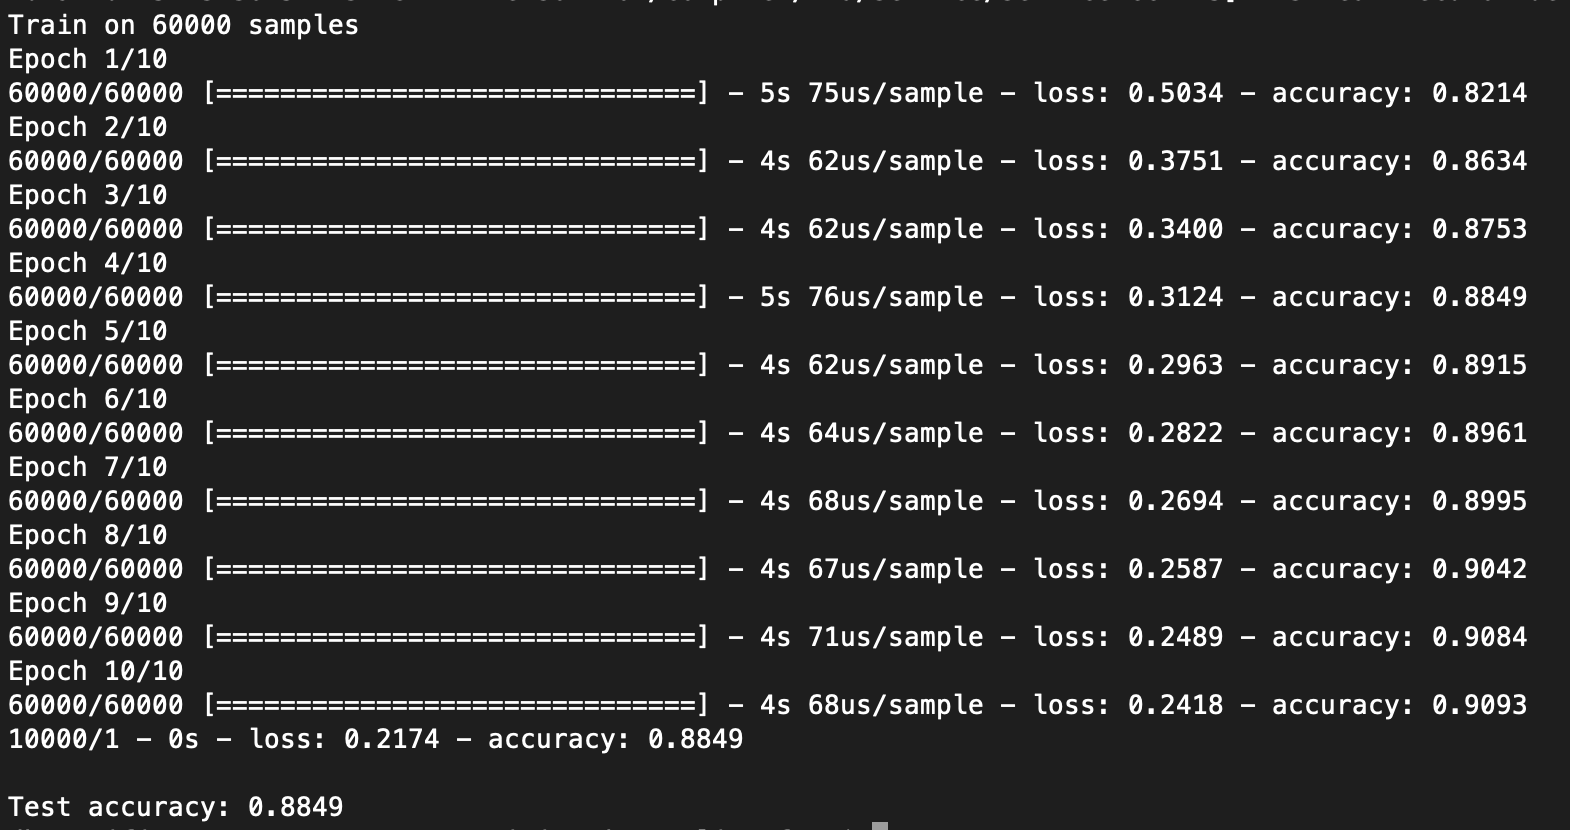 Train on 60000 samples
Epoch 1/10
60000/60000 [==============================] - 5s 75us/sample - loss: 0.5034 - accuracy: 0.8214
Epoch 2/10
60000/60000 [==============================] - 4s 62us/sample - loss: 0.3751 - accuracy: 0.8634
Epoch 3/10
60000/60000 [==============================] - 4s 62us/sample - loss: 0.3400 - accuracy: 0.8753
Epoch 4/10
60000/60000 [==============================] - 5s 76us/sample - loss: 0.3124 - accuracy: 0.8849
Epoch 5/10
60000/60000 [==============================] - 4s 62us/sample - loss: 0.2963 - accuracy: 0.8915
Epoch 6/10
60000/60000 [==============================] - 4s 64us/sample - loss: 0.2822 - accuracy: 0.8961
Epoch 7/10
60000/60000 [==============================] - 4s 68us/sample - loss: 0.2694 - accuracy: 0.8995
Epoch 8/10
60000/60000 [==============================] - 4s 67us/sample - loss: 0.2587 - accuracy: 0.9042
Epoch 9/10
60000/60000 [==============================] - 4s 71us/sample - loss: 0.2489 - accuracy: 0.9084
Epoch 10/10
60000/60000 [==============================] - 4s 68us/sample - loss: 0.2418 - accuracy: 0.9093
10000/1 - 0s - loss: 0.2174 - accuracy: 0.8849
Test accuracy: 0.8849